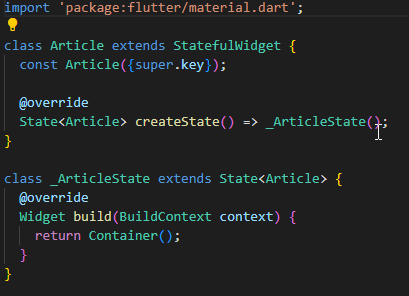 import 'package:flutter/material.dart';
class Article extends StatefulWidget {
const Article({super.key});
@override
State<Article> createState() => _ArticleState();
}
class _ArticleState extends State<Article> {
@override
Widget build(BuildContext context) {
return Container();
}
}